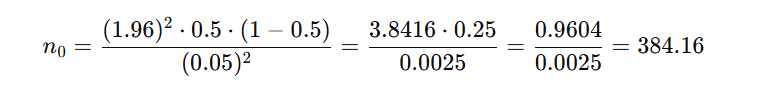 n₀ = (1.96)² · 0.5 · (1 − 0.5) / (0.05)² = 3.8416 · 0.25 / 0.0025 = 0.9604 / 0.0025 = 384.16